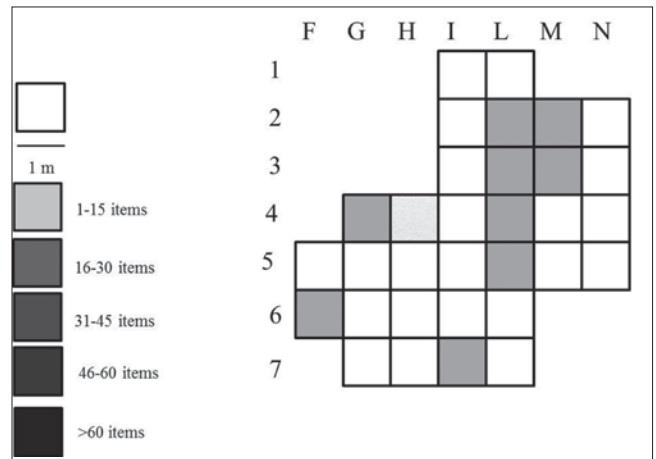 F G H I L M N
1
2
3
4
5
6
7
1 m
1-15 items
16-30 items
31-45 items
46-60 items
>60 items